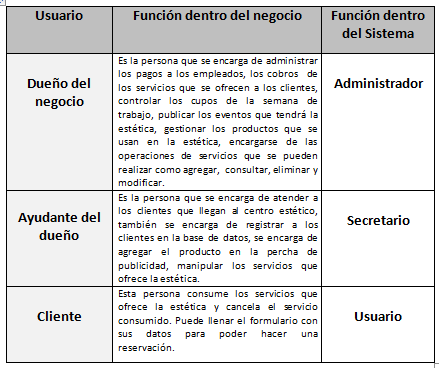 Usuario
Función dentro del negocio
Función dentro
del Sistema
Dueño del
negocio
Es la persona que se encarga de administrar
los pagos a los empleados, los cobros de
los servicios que se ofrecen a los clientes,
controlar los cupos de la semana de
trabajo, publicar los eventos que tendrá la
estética, gestionar los productos que se
usan en la estética, encargarse de las
operaciones de servicios que se pueden
realizar como agregar, consultar, eliminar y
modificar.
Administrador
Ayudante del
dueño
Es la persona que se encarga de atender a
los clientes que llegan al centro estético,
también se encarga de registrar a los
clientes en la base de datos, se encarga de
agregar el producto en la percha de
publicidad, manipular los servicios que
ofrece la estética.
Secretario
Cliente
Esta persona consume los servicios que
ofrece la estética y cancela el servicio
consumido. Puede llenar el formulario con
sus datos para poder hacer una
reservación.
Usuario